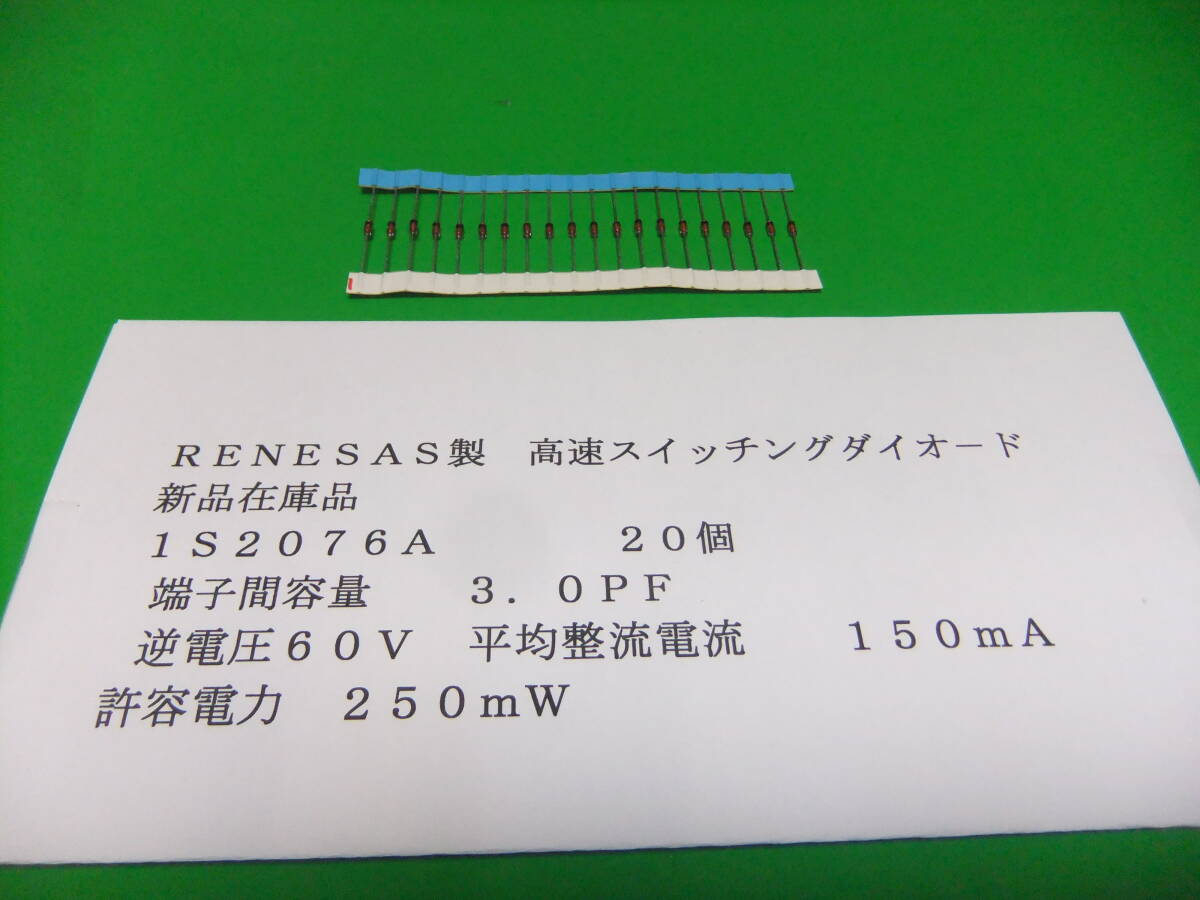 ＲＥＮＥＳＡＳ製　高速スイッチングダイオード
新品在庫品
１Ｓ２０７６Ａ　　　　２０個
端子間容量　　３．０ＰＦ
逆電圧６０Ｖ　平均整流電流　　１５０ｍＡ
許容電力　２５０ｍＷ